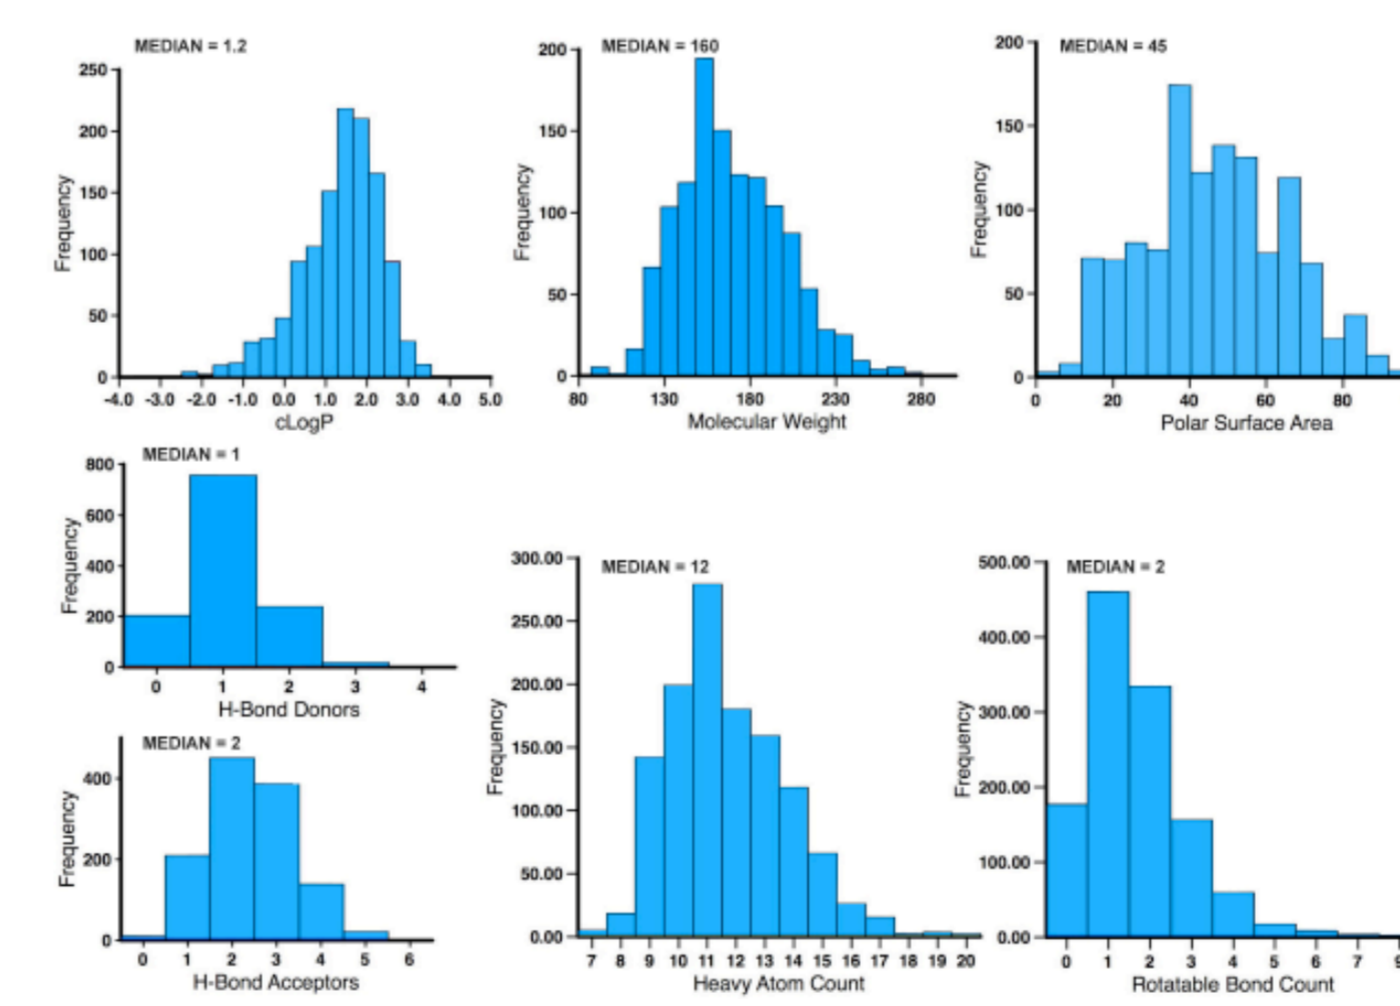 MEDIAN = 1.2
250
200
150
100
50
0
Frequency
-4.0 -3.0 -2.0 -1.0 0.0 1.0 2.0 3.0 4.0 5.0
cLogP
MEDIAN = 160
200
150
100
50
0
Frequency
80 130 180 230 280
Molecular Weight
MEDIAN = 45
200
150
100
50
0
Frequency
0 20 40 60 80
Polar Surface Area
MEDIAN = 1
800
600
400
200
0
Frequency
0 1 2 3 4
H-Bond Donors
MEDIAN = 2
400
200
0
Frequency
0 1 2 3 4 5 6
H-Bond Acceptors
MEDIAN = 12
300.00
250.00
200.00
150.00
100.00
50.00
0.00
Frequency
7 8 9 10 11 12 13 14 15 16 17 18 19 20
Heavy Atom Count
MEDIAN = 2
500.00
400.00
300.00
200.00
100.00
0.00
Frequency
0 1 2 3 4 5 6 7
Rotatable Bond Count